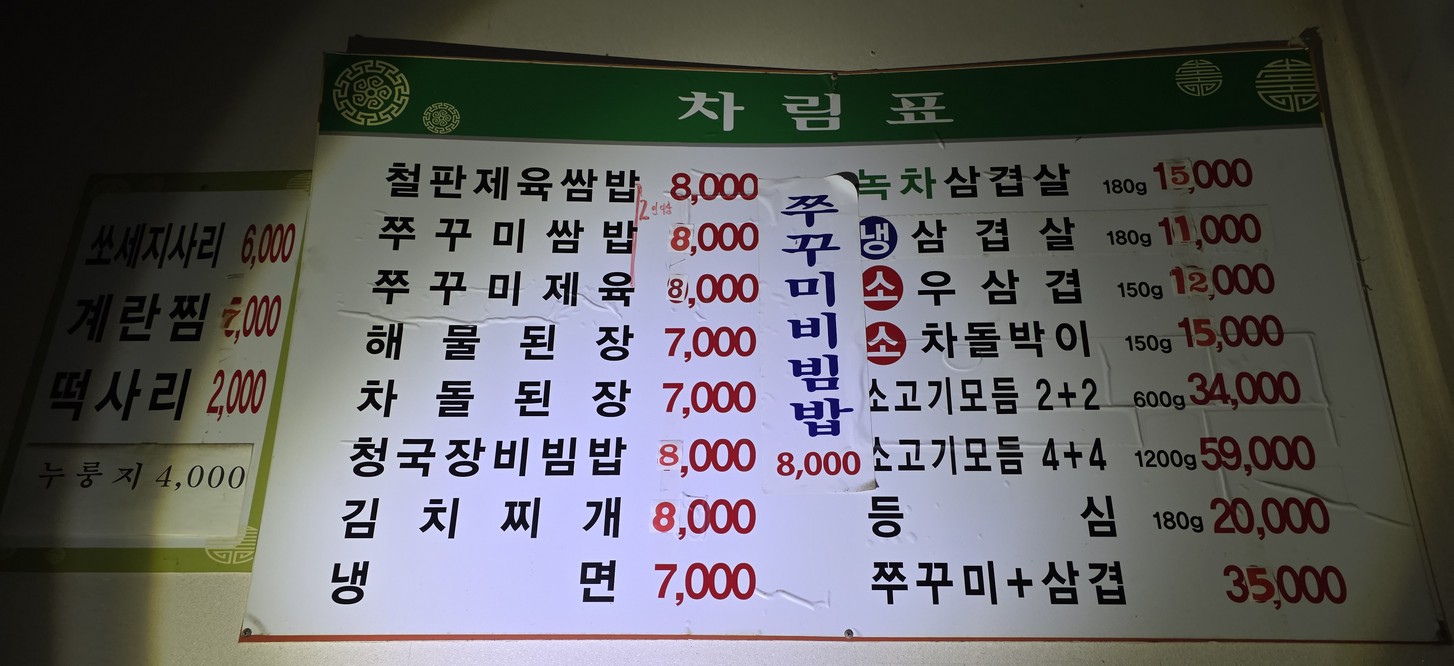 차림표
쏘세지사리 6,000
계란찜 7,000
떡사리 2,000
누룽지 4,000
철판제육쌈밥 8,000
2인이상
쭈꾸미쌈밥 8,000
쭈꾸미제육 8,000
해물된장 7,000
차돌된장 7,000
청국장비빔밥 8,000
김치찌개 8,000
냉면 7,000
쭈꾸미비빔밥
8,000
녹차삼겹살 180g 15,000
냉삼겹살 180g 11,000
소우삼겹 150g 12,000
소차돌박이 150g 15,000
소고기모듬 2+2 600g 34,000
소고기모듬 4+4 1200g 59,000
등심 180g 20,000
쭈꾸미+삼겹 35,000